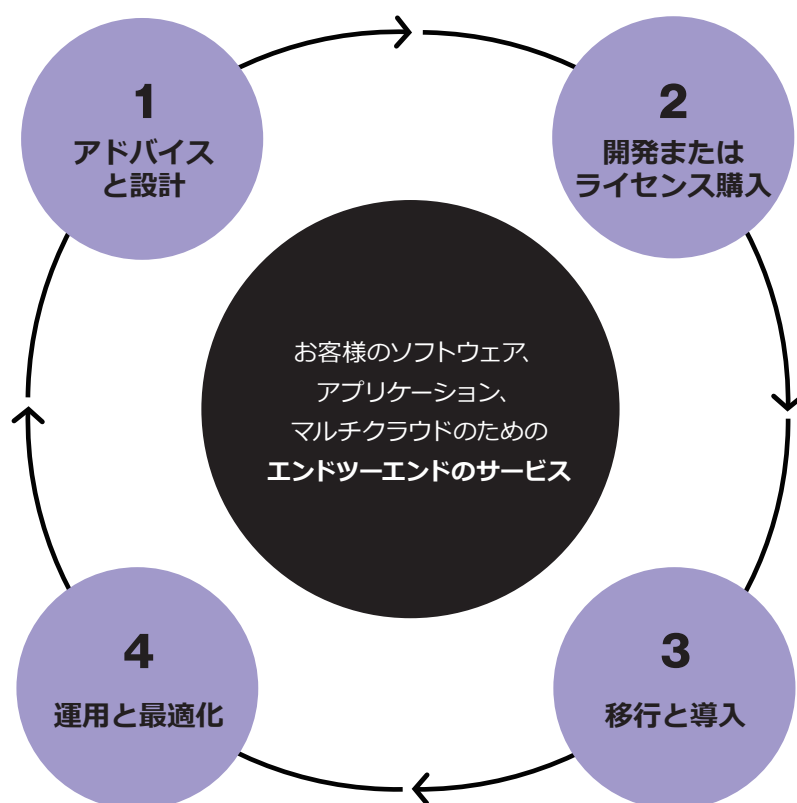 1
アドバイス
と設計
2
開発または
ライセンス購入
お客様のソフトウェア、
アプリケーション、
マルチクラウドのための
エンドツーエンドのサービス
3
移行と導入
4
運用と最適化